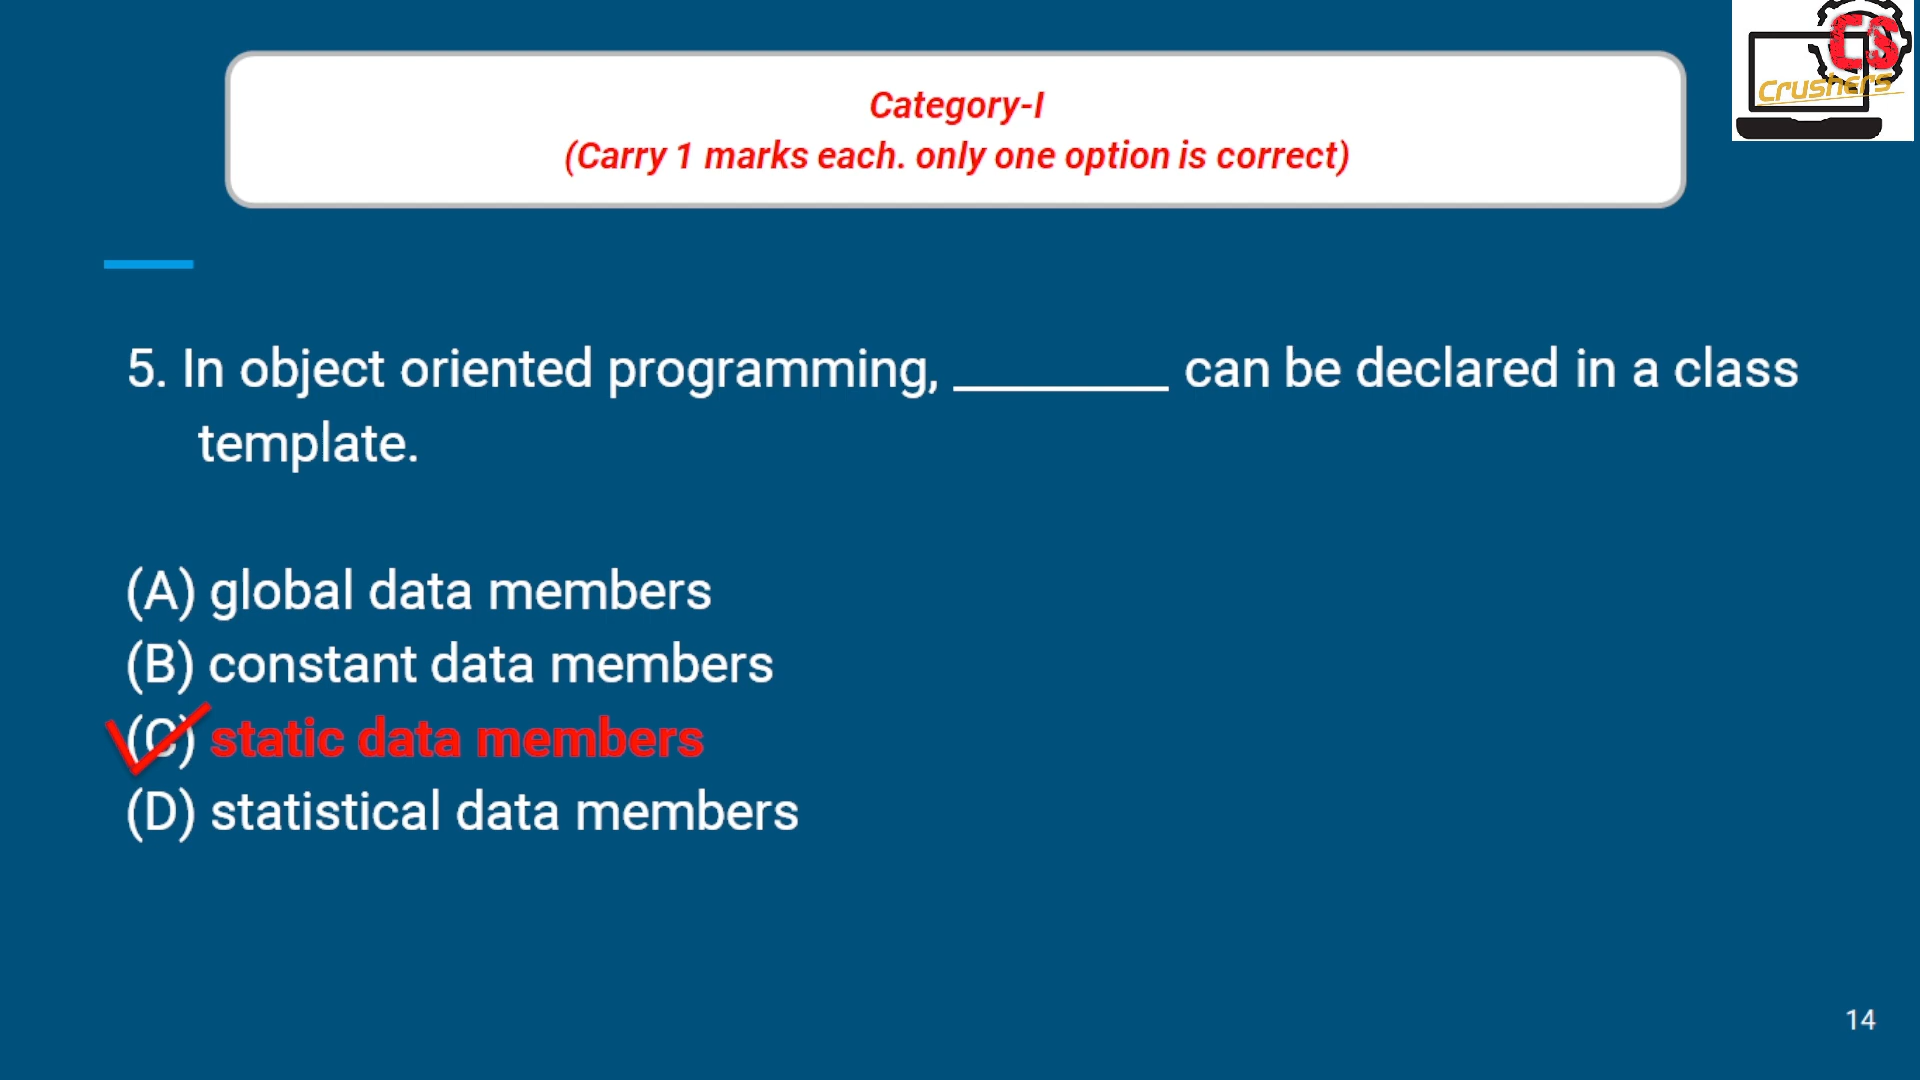 CS
Crushers
Category-I
(Carry 1 marks each. only one option is correct)
5. In object oriented programming, ________ can be declared in a class
template.
(A) global data members
(B) constant data members
(C) static data members
(D) statistical data members
14